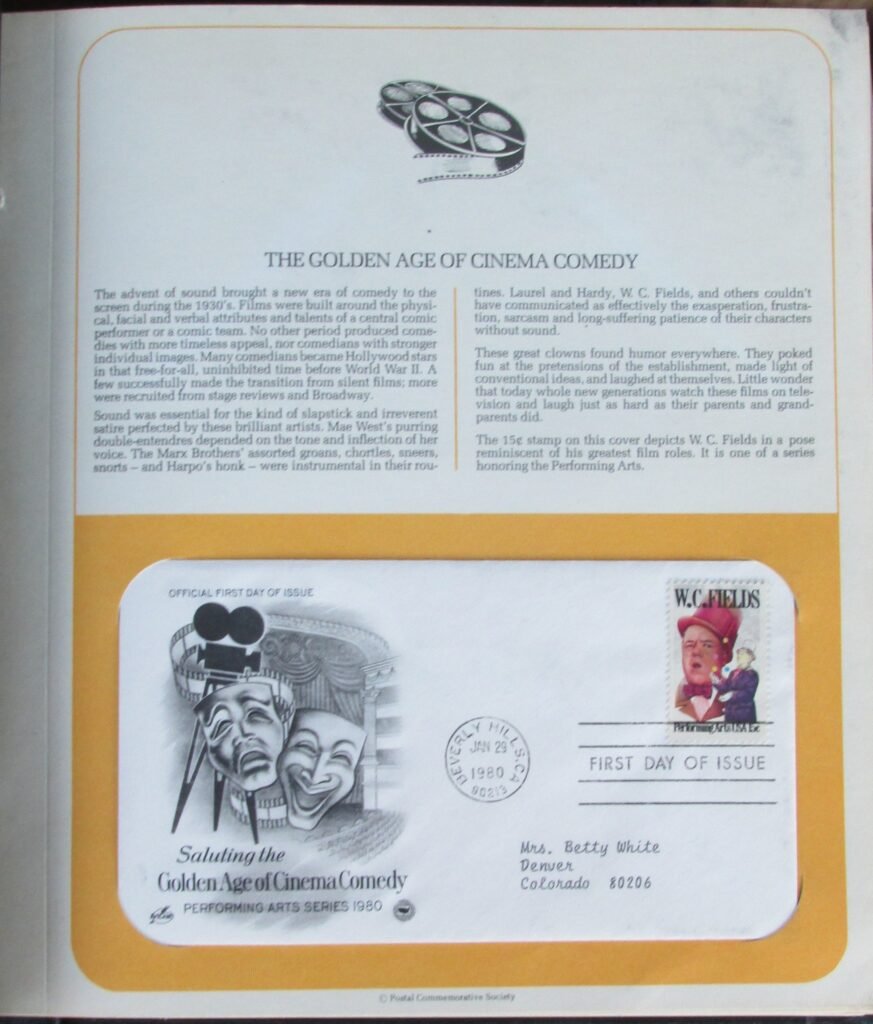 THE GOLDEN AGE OF CINEMA COMEDY
The advent of sound brought a new era of comedy to the
screen during the 1930's. Films were built around the physi-
cal, facial and verbal attributes and talents of a central comic
performer or a comic team. No other period produced come-
dies with more timeless appeal, nor comedians with stronger
individual images. Many comedians became Hollywood stars
in that free-for-all, uninhibited time before World War II. A
few successfully made the transition from silent films; more
were recruited from stage reviews and Broadway.
Sound was essential for the kind of slapstick and irreverent
satire perfected by these brilliant artists. Mae West's purring
double-entendres depended on the tone and inflection of her
voice. The Marx Brothers' assorted groans, chortles, sneers,
snorts – and Harpo's honk – were instrumental in their rou-
tines. Laurel and Hardy, W. C. Fields, and others couldn't
have communicated as effectively the exasperation, frustra-
tion, sarcasm and long-suffering patience of their characters
without sound.
These great clowns found humor everywhere. They poked
fun at the pretensions of the establishment, made light of
conventional ideas, and laughed at themselves. Little wonder
that today whole new generations watch these films on tele-
vision and laugh just as hard as their parents and grand-
parents did.
The 15¢ stamp on this cover depicts W. C. Fields in a pose
reminiscent of his greatest film roles. It is one of a series
honoring the Performing Arts.
OFFICIAL FIRST DAY OF ISSUE
W.C. FIELDS
Performing Arts USA 15c
BEVERLY HILLS, CA
JAN 29
1980
90213
FIRST DAY OF ISSUE
Mrs. Betty White
Denver
Colorado 80206
Saluting the
Golden Age of Cinema Comedy
PERFORMING ARTS SERIES 1980
© Postal Commemorative Society